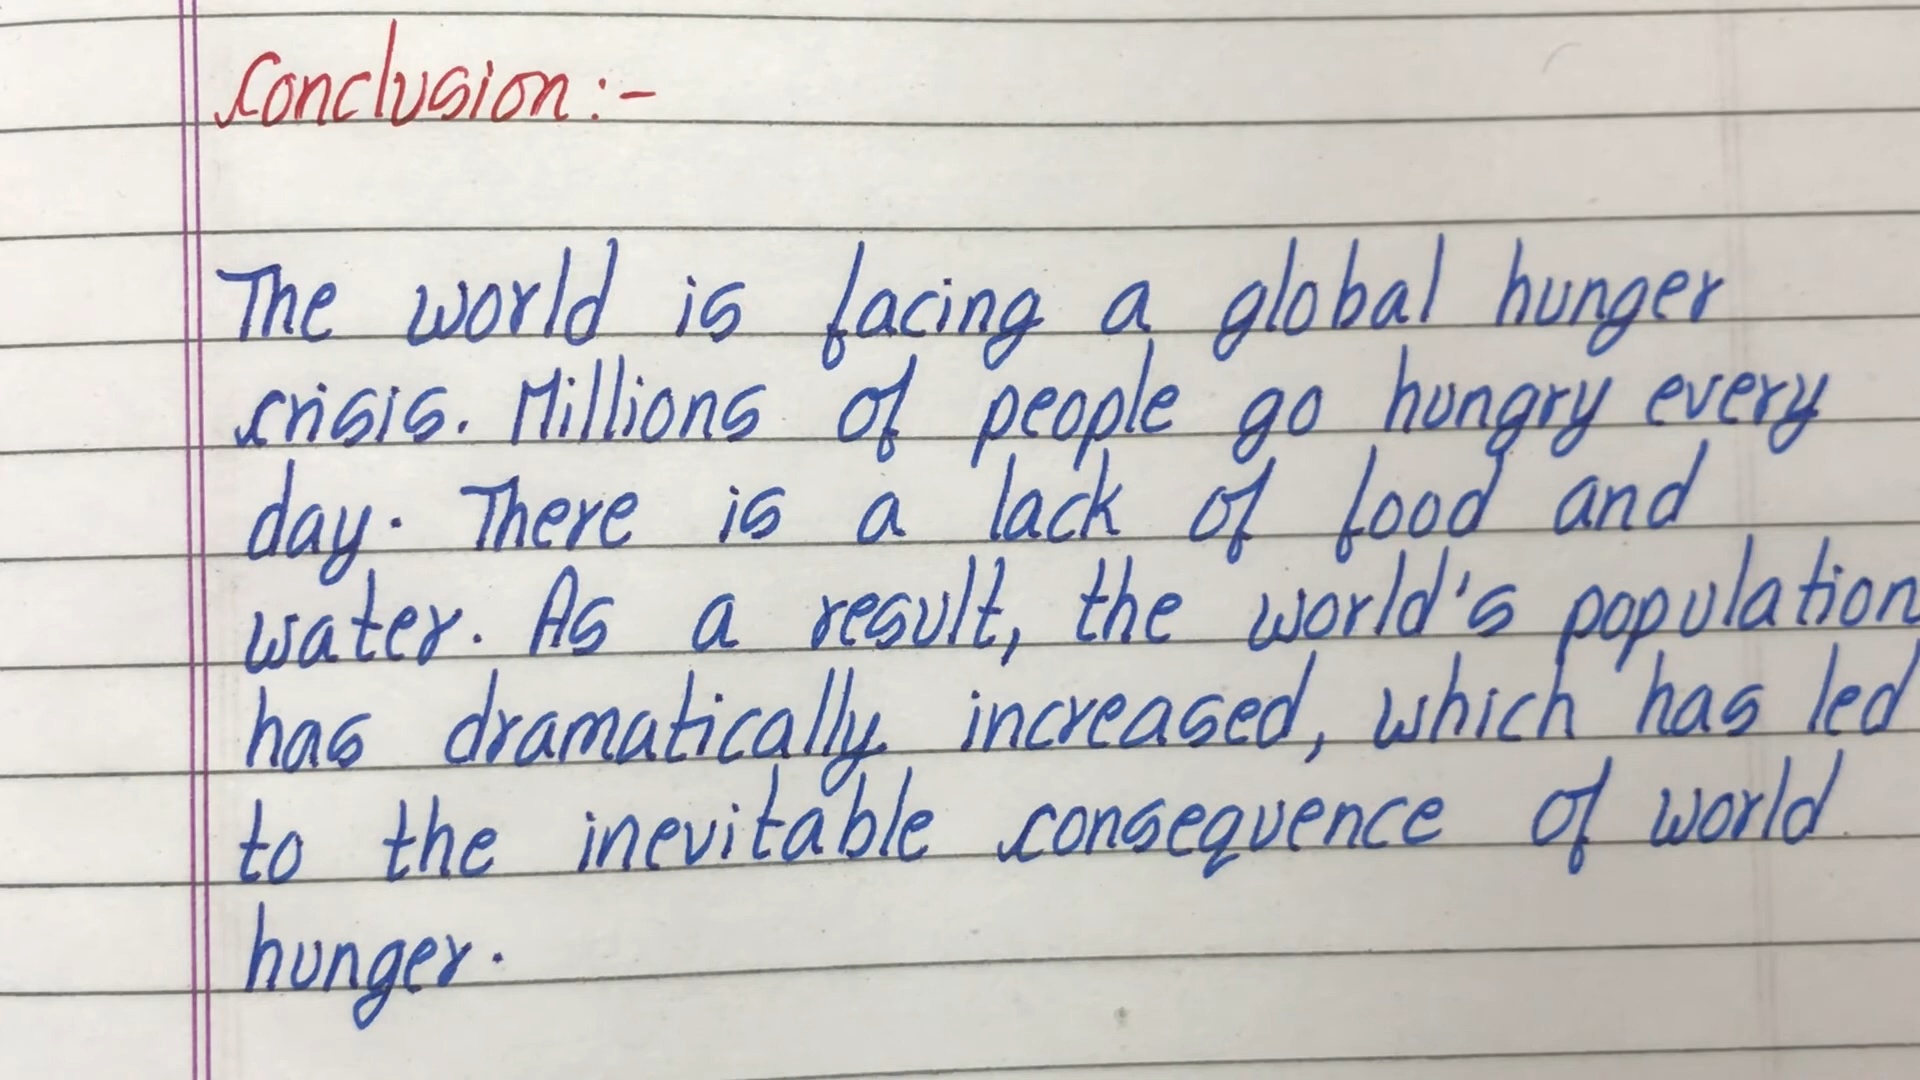 Conclusion:-
The world is facing a global hunger
crisis. Millions of people go hungry every
day. There is a lack of food and
water. As a result, the world's population
has dramatically increased, which has led
to the inevitable consequence of world
hunger.